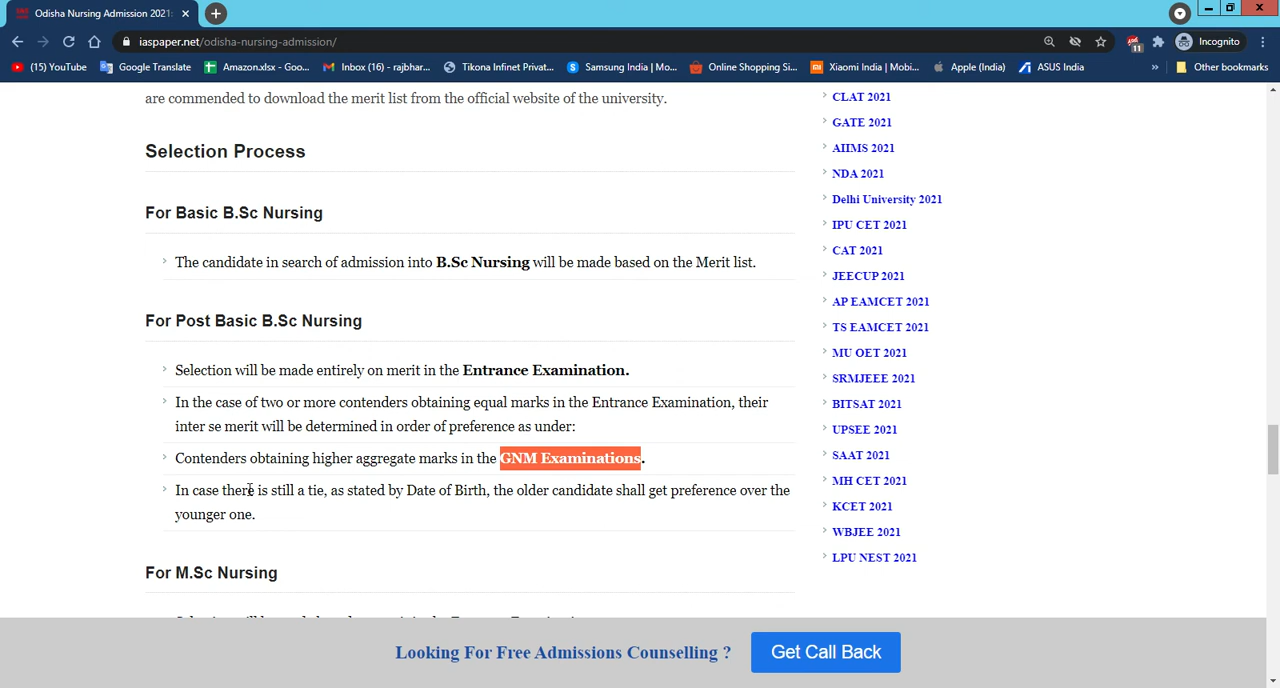 Odisha Nursing Admission 2021:
iaspaper.net/odisha-nursing-admission/
11
Incognito
(15) YouTube
Google Translate
Amazon.xlsx - Goo...
Inbox (16) - rajbhar...
Tikona Infinet Privat...
Samsung India | Mo...
Online Shopping Si...
Xiaomi India | Mobi...
Apple (India)
ASUS India
Other bookmarks
are commended to download the merit list from the official website of the university.
Selection Process
For Basic B.Sc Nursing
The candidate in search of admission into B.Sc Nursing will be made based on the Merit list.
For Post Basic B.Sc Nursing
Selection will be made entirely on merit in the Entrance Examination.
In the case of two or more contenders obtaining equal marks in the Entrance Examination, their
inter se merit will be determined in order of preference as under:
Contenders obtaining higher aggregate marks in the GNM Examinations.
In case there is still a tie, as stated by Date of Birth, the older candidate shall get preference over the
younger one.
For M.Sc Nursing
CLAT 2021
GATE 2021
AIIMS 2021
NDA 2021
Delhi University 2021
IPU CET 2021
CAT 2021
JEECUP 2021
AP EAMCET 2021
TS EAMCET 2021
MU OET 2021
SRMJEEE 2021
BITSAT 2021
UPSEE 2021
SAAT 2021
MH CET 2021
KCET 2021
WBJEE 2021
LPU NEST 2021
Looking For Free Admissions Counselling ?
Get Call Back